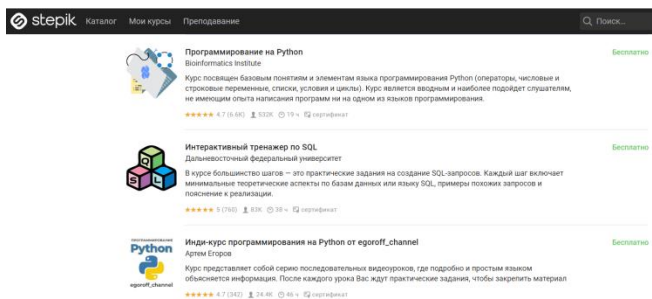 stepik Каталог Мои курсы Преподавание Поиск...
Программирование на Python Бесплатно
Bioinformatics Institute
Курс посвящен базовым понятиям и элементам языка программирования Python (операторы, числовые и
строковые переменные, списки, условия и циклы). Курс является вводным и наиболее подойдет слушателям,
не имеющим опыта написания программ ни на одном из языков программирования.
4.7 (6.6K) 532K 19 ч сертификат
Интерактивный тренажер по SQL Бесплатно
Дальневосточный федеральный университет
В курсе большинство шагов — это практические задания на создание SQL-запросов. Каждый шаг включает
минимальные теоретические аспекты по базам данных или языку SQL, примеры похожих запросов и
пояснение к реализации.
SQL
5 (760) 83K 38 ч сертификат
Инди-курс программирования на Python от egoroff_channel Бесплатно
Артем Егоров
Курс представляет собой серию последовательных видеоуроков, где подробно и простым языком
объясняется информация. После каждого урока Вас ждут практические задания, чтобы закрепить материал
4.7 (342) 24.4K 46 ч сертификат
ПРОГРАММИРОВАНИЕ
Python
egoroff_channel